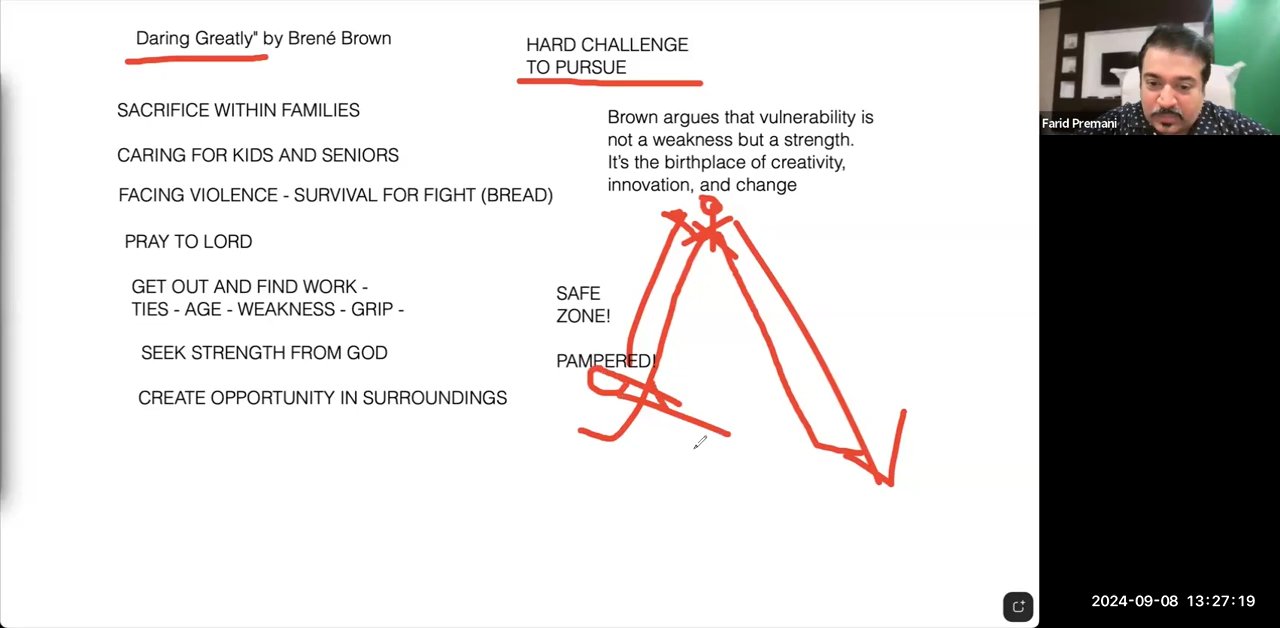 Daring Greatly" by Brené Brown
HARD CHALLENGE
TO PURSUE
SACRIFICE WITHIN FAMILIES
CARING FOR KIDS AND SENIORS
FACING VIOLENCE - SURVIVAL FOR FIGHT (BREAD)
PRAY TO LORD
GET OUT AND FIND WORK -
TIES - AGE - WEAKNESS - GRIP -
SEEK STRENGTH FROM GOD
CREATE OPPORTUNITY IN SURROUNDINGS
Brown argues that vulnerability is
not a weakness but a strength.
It's the birthplace of creativity,
innovation, and change
SAFE
ZONE!
PAMPERED!
Farid Premani
2024-09-08 13:27:19